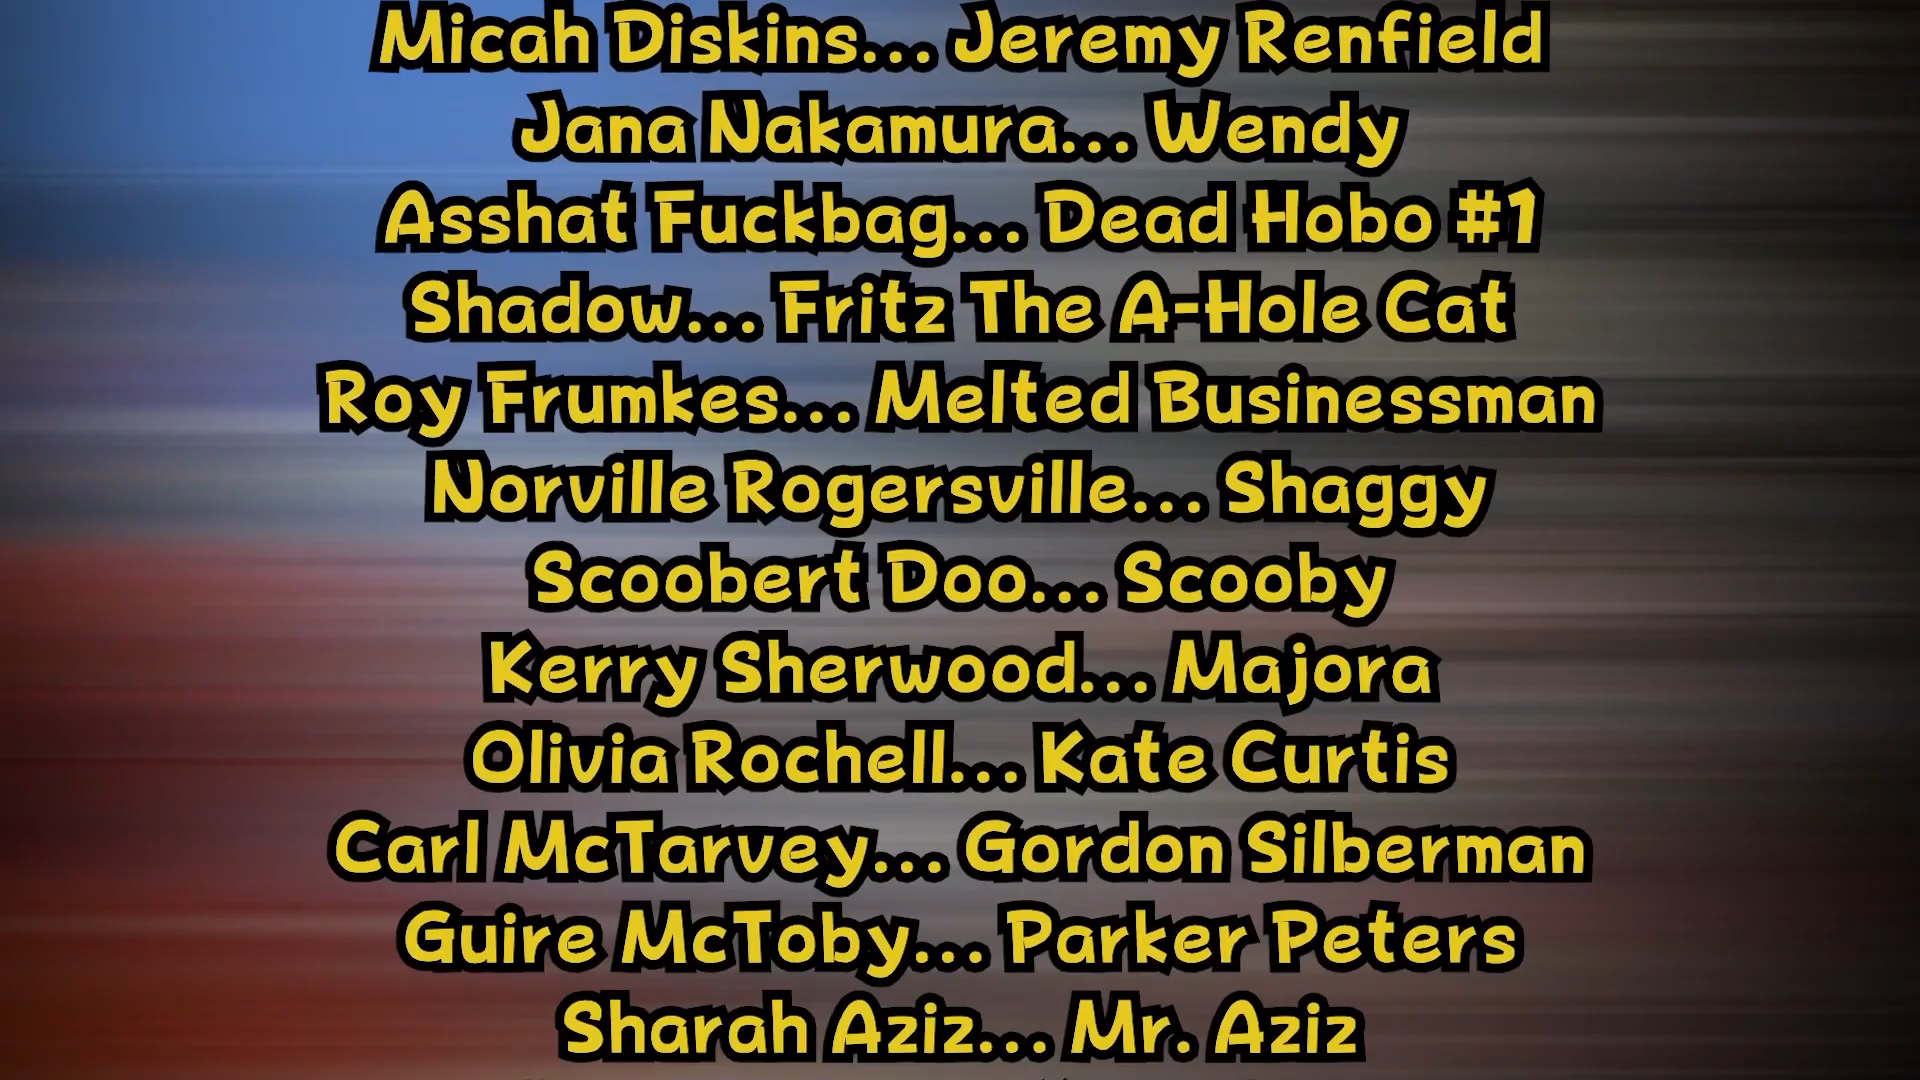 Micah Diskins... Jeremy Renfield
Jana Nakamura... Wendy
Asshat Fuckbag... Dead Hobo #1
Shadow... Fritz The A-Hole Cat
Roy Frumkes... Melted Businessman
Norville Rogersville... Shaggy
Scoobert Doo... Scooby
Kerry Sherwood... Majora
Olivia Rochell... Kate Curtis
Carl McTarvey... Gordon Silberman
Guire McToby... Parker Peters
Sharah Aziz... Mr. Aziz